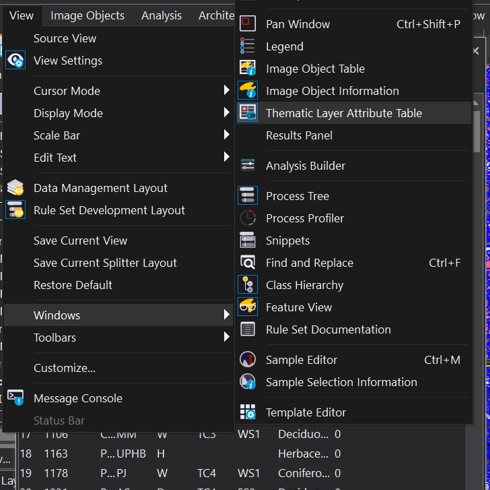 View Image Objects Analysis Archite ow
Source View
View Settings
Cursor Mode
Display Mode
Scale Bar
Edit Text
Data Management Layout
Rule Set Development Layout
Save Current View
Save Current Splitter Layout
Restore Default
Windows
Toolbars
Customize...
Message Console
Status Bar
Pan Window Ctrl+Shift+P
Legend
Image Object Table
Image Object Information
Thematic Layer Attribute Table
Results Panel
Analysis Builder
Process Tree
Process Profiler
Snippets
Find and Replace Ctrl+F
Class Hierarchy
Feature View
Rule Set Documentation
Sample Editor Ctrl+M
Sample Selection Information
Template Editor
17 1106 C...MM W TC3 WS1 Deciduo... 0
18 1163 P...UPHB H Herbace... 0
19 1178 P...PJ W TC4 WS1 Conifero... 0